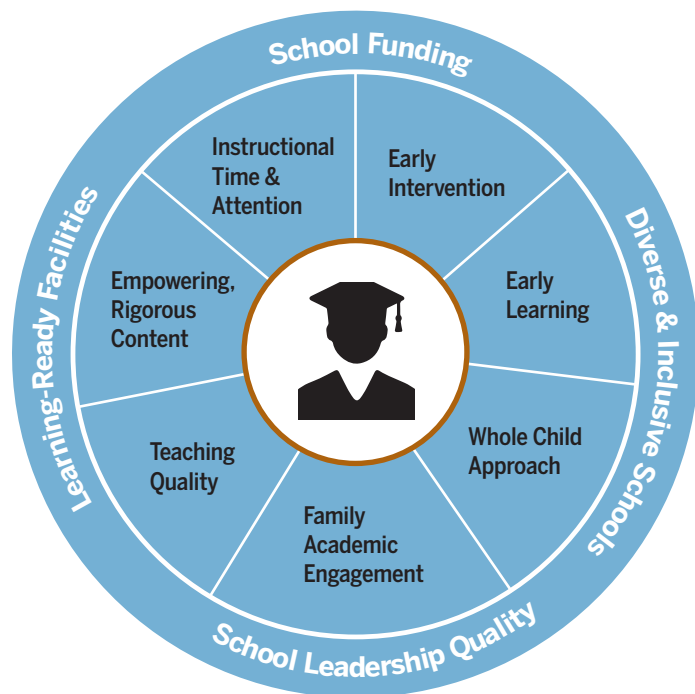 School Funding
Instructional
Time &
Attention
Early
Intervention
Learning-Ready Facilities
Diverse & Inclusive Schools
Empowering,
Rigorous
Content
Early
Learning
Teaching
Quality
Whole Child
Approach
Family
Academic
Engagement
School Leadership Quality